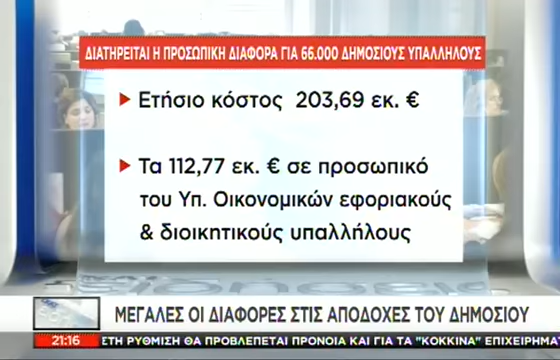 ΔΙΑΤΗΡΕΙΤΑΙ Η ΠΡΟΣΩΠΙΚΗ ΔΙΑΦΟΡΑ ΓΙΑ 66.000 ΔΗΜΟΣΙΟΥΣ ΥΠΑΛΛΗΛΟΥΣ
Ετήσιο κόστος 203,69 εκ. €
Τα 112,77 εκ. € σε προσωπικό
του Υπ. Οικονομικών εφοριακούς
& διοικητικούς υπαλλήλους
ΜΕΓΑΛΕΣ ΟΙ ΔΙΑΦΟΡΕΣ ΣΤΙΣ ΑΠΟΔΟΧΕΣ ΤΟΥ ΔΗΜΟΣΙΟΥ
21:16 ΣΤΗ ΡΥΘΜΙΣΗ ΘΑ ΠΡΟΒΛΕΠΕΤΑΙ ΠΡΟΝΟΙΑ ΚΑΙ ΓΙΑ ΤΑ "ΚΟΚΚΙΝΑ" ΕΠΙΧΕΙΡΗΜΑ